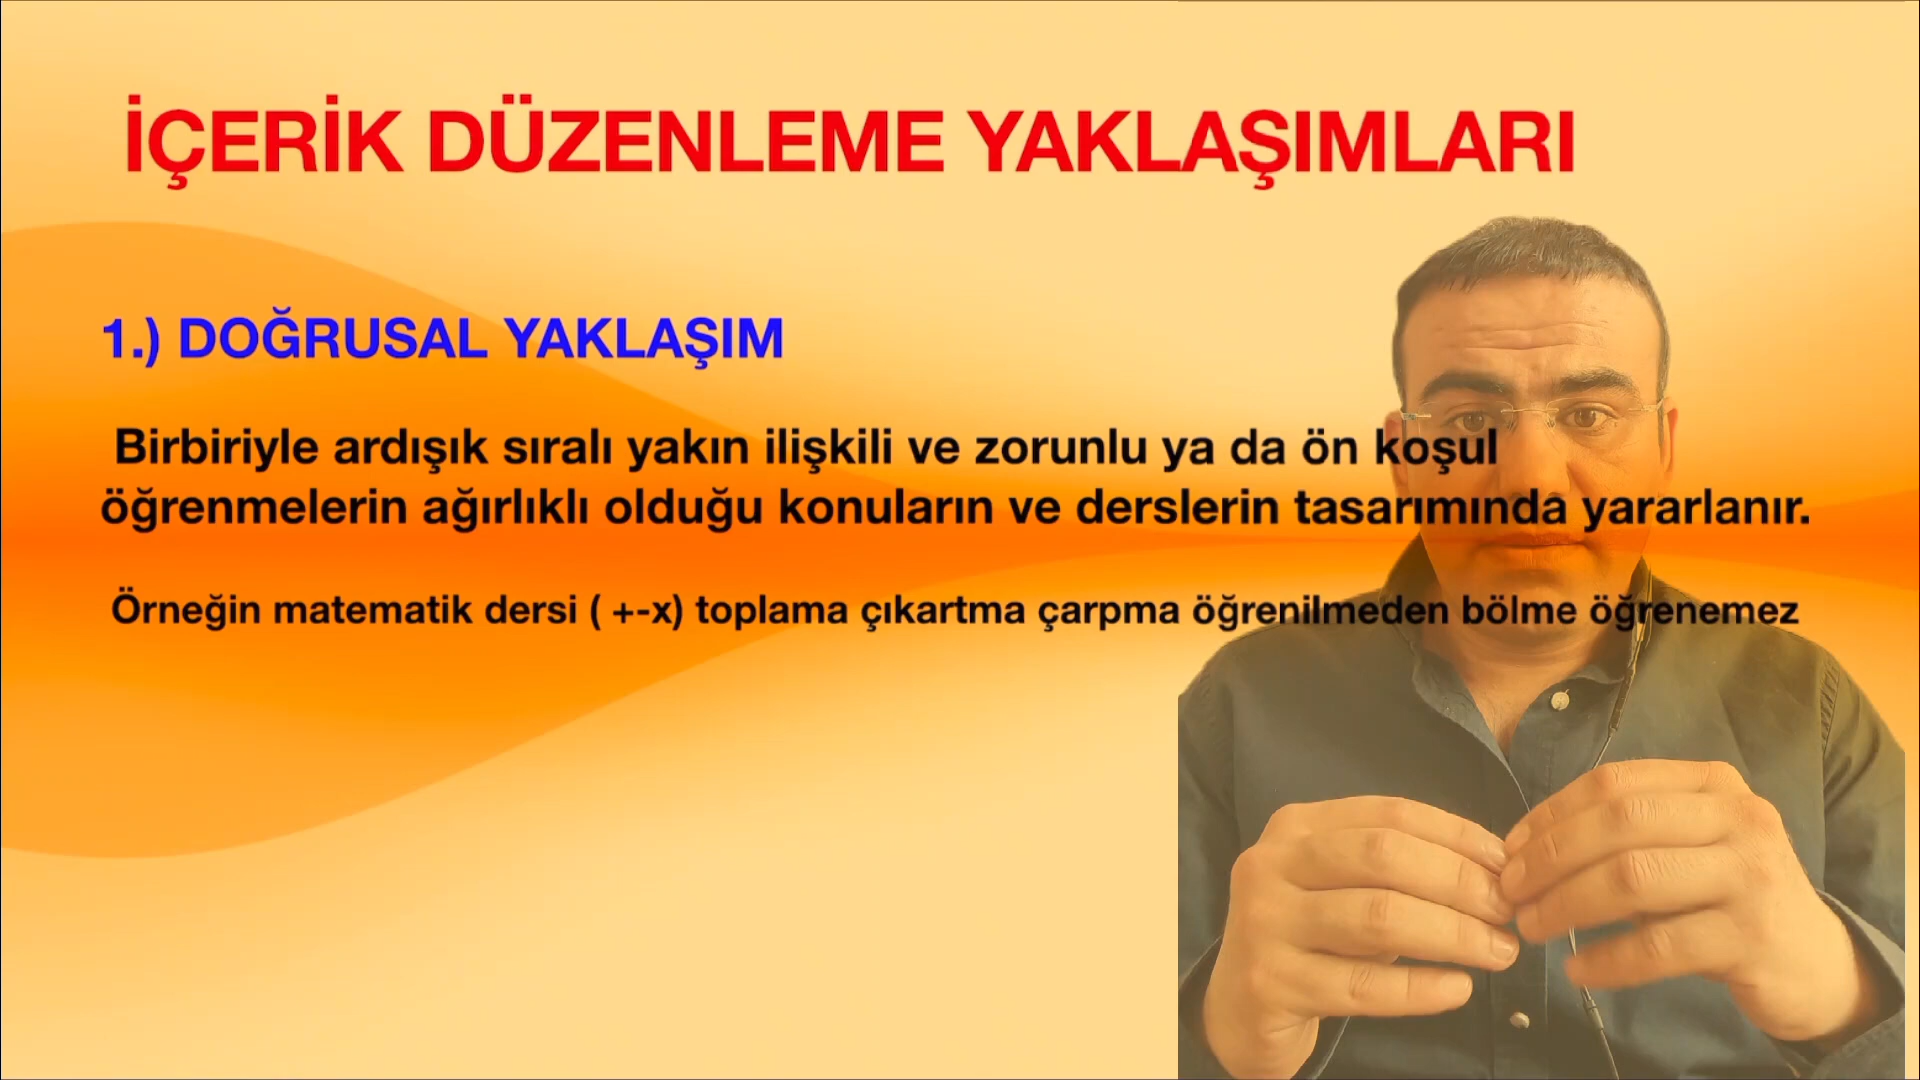 İÇERİK DÜZENLEME YAKLAŞIMLARI
1.) DOĞRUSAL YAKLAŞIM
Birbiriyle ardışık sıralı yakın ilişkili ve zorunlu ya da ön koşul
öğrenmelerin ağırlıklı olduğu konuların ve derslerin tasarımında yararlanır.
Örneğin matematik dersi ( +-x) toplama çıkartma çarpma öğrenilmeden bölme öğrenemez